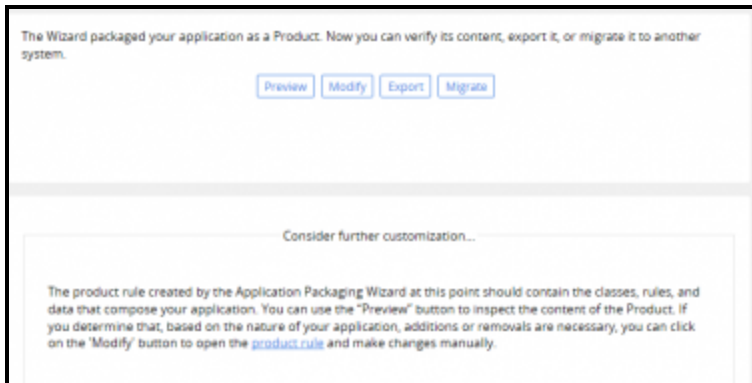 The Wizard packaged your application as a Product. Now you can verify its content, export it, or migrate it to another
system.
Preview Modify Export Migrate
Consider further customization...
The product rule created by the Application Packaging Wizard at this point should contain the classes, rules, and
data that compose your application. You can use the "Preview" button to inspect the content of the Product. If
you determine that, based on the nature of your application, additions or removals are necessary, you can click
on the 'Modify' button to open the product rule and make changes manually.